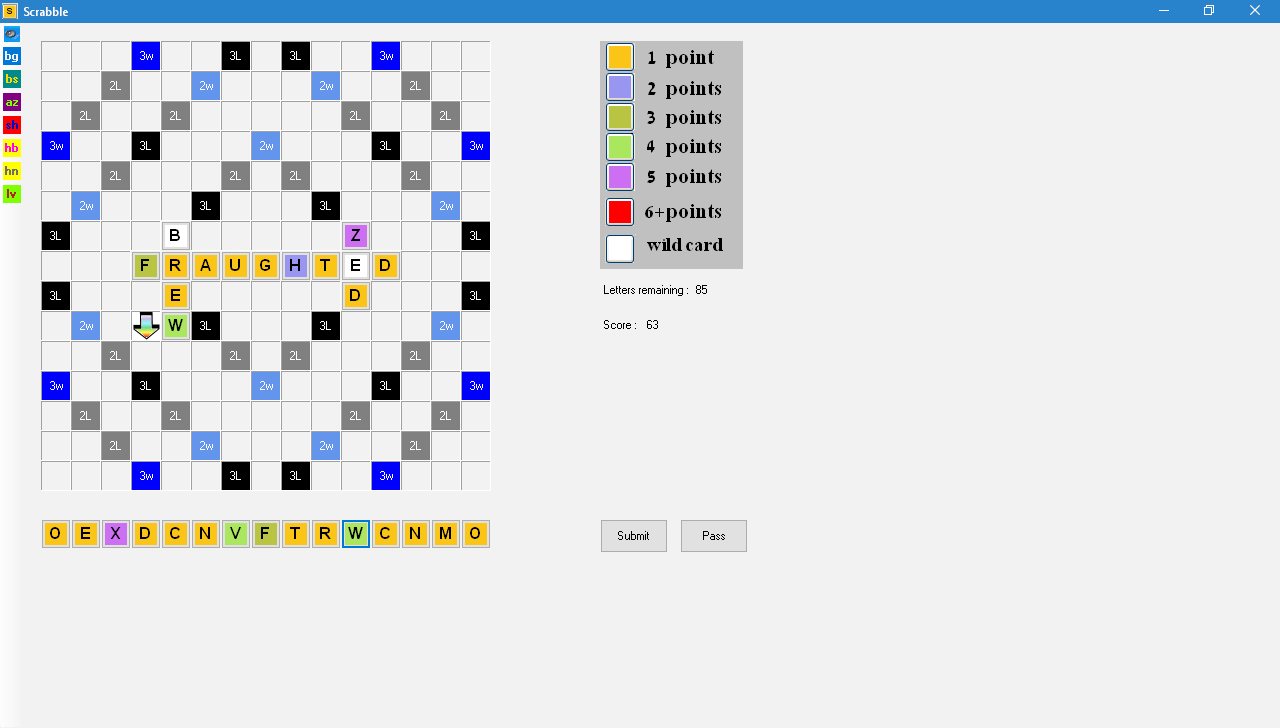 S Scrabble
bg
bs
az
sh
hb
hn
lv
3w 3L 3L 3w
2L 2w 2w 2L
2L 2L 2L 2L
3w 3L 2w 3L 3w
2L 2L 2L 2L
2w 3L 3L 2w
3L B Z 3L
F R A U G H T E D
3L E D 3L
2w W 3L 3L 2w
2L 2L 2L 2L
3w 3L 2w 3L 3w
2L 2L 2L 2L
2L 2w 2w 2L
3w 3L 3L 3w
O E X D C N V F T R W C N M O
1 point
2 points
3 points
4 points
5 points
6+points
wild card
Letters remaining : 85
Score : 63
Submit Pass